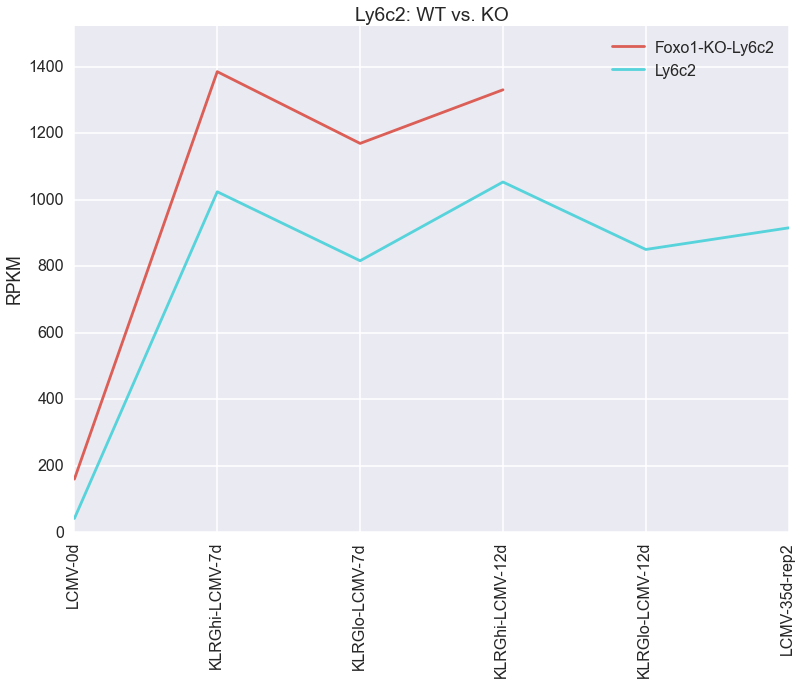 Ly6c2: WT vs. KO
Foxo1-KO-Ly6c2
Ly6c2
RPKM
1400
1200
1000
800
600
400
200
0
LCMV-0d
KLRGhi-LCMV-7d
KLRGlo-LCMV-7d
KLRGhi-LCMV-12d
KLRGlo-LCMV-12d
LCMV-35d-rep2